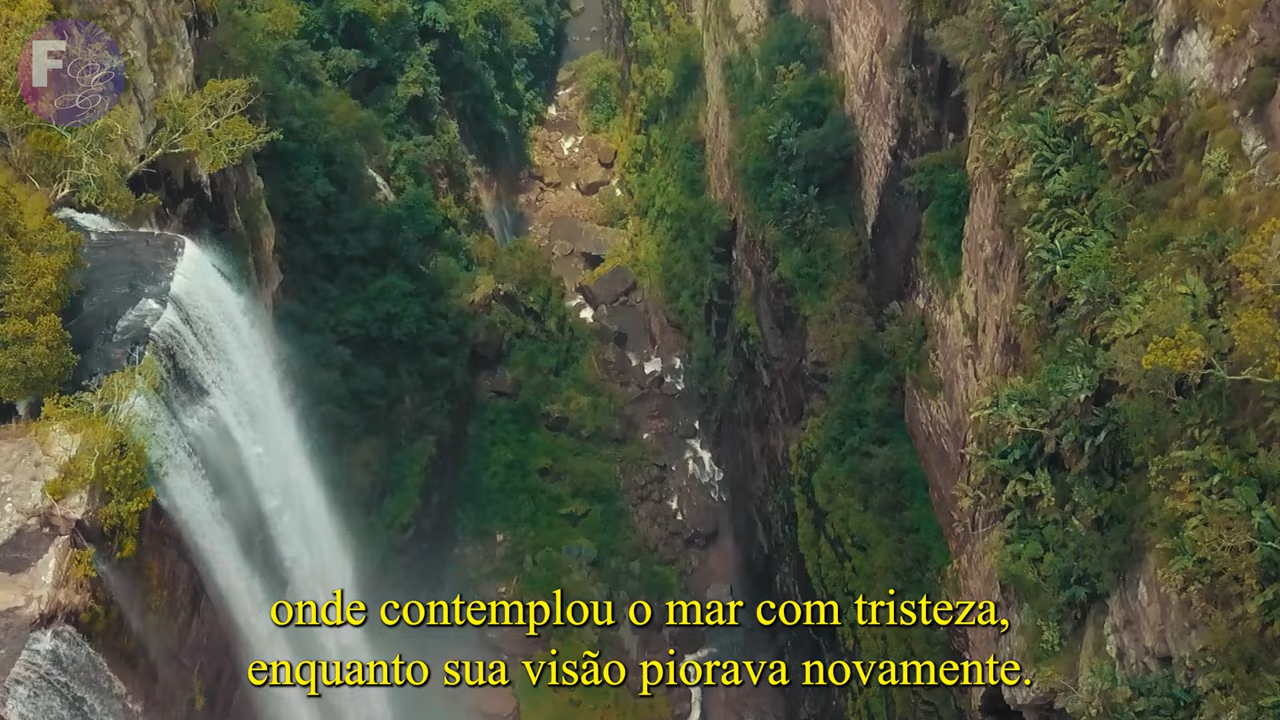 F
onde contemplou o mar com tristeza,
enquanto sua visão piorava novamente.